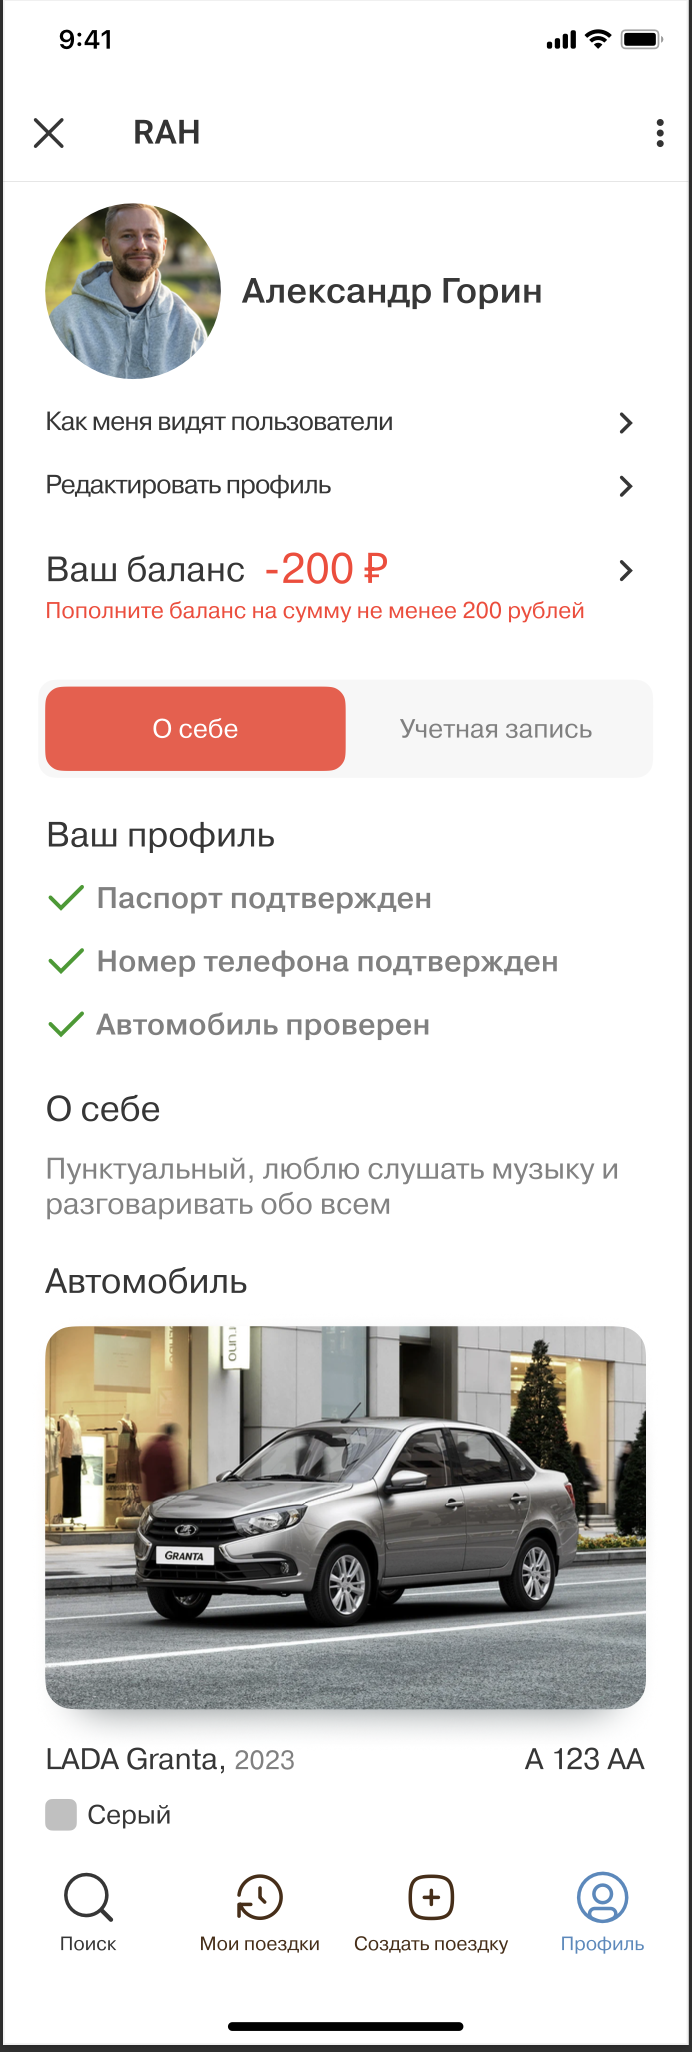 9:41
RAH
Александр Горин
Как меня видят пользователи
Редактировать профиль
Ваш баланс -200 ₽
Пополните баланс на сумму не менее 200 рублей
О себе
Учетная запись
Ваш профиль
Паспорт подтвержден
Номер телефона подтвержден
Автомобиль проверен
О себе
Пунктуальный, люблю слушать музыку и
разговаривать обо всем
Автомобиль
runo
GRANTA
LADA Granta, 2023
А 123 АА
Серый
Поиск
Мои поездки
Создать поездку
Профиль